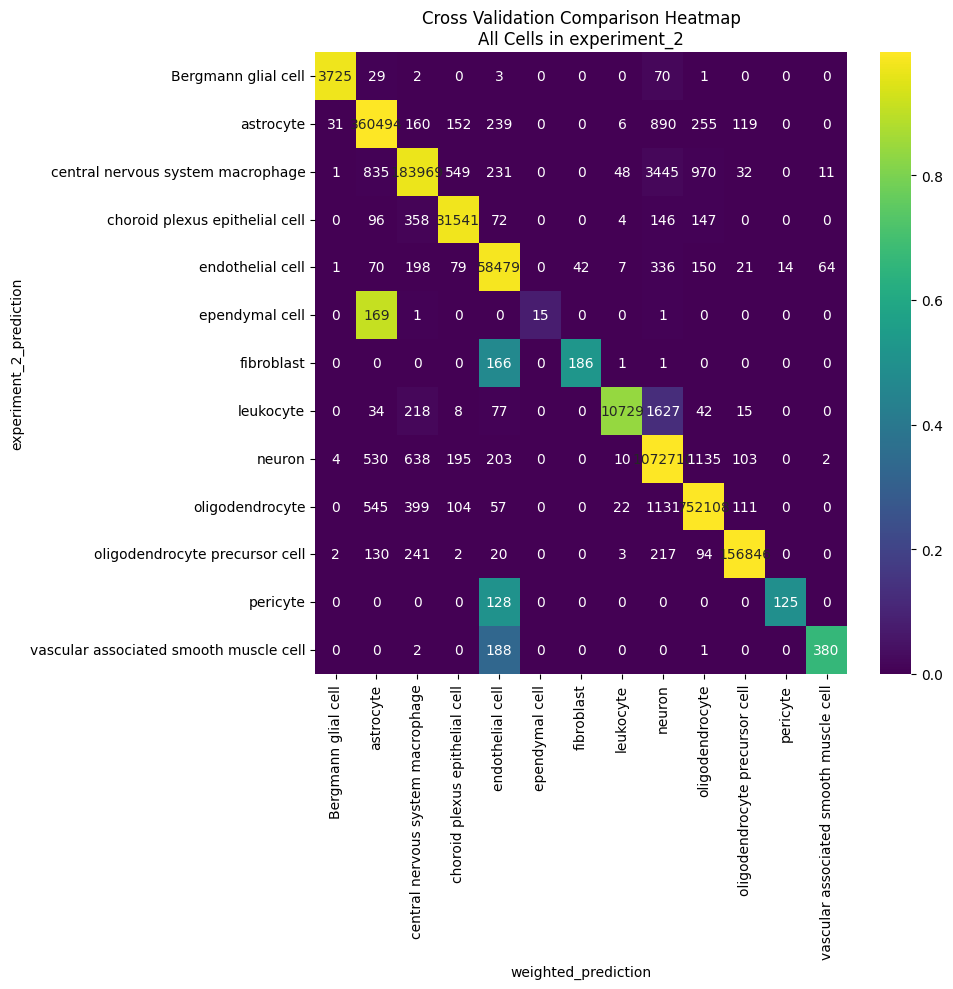 Cross Validation Comparison Heatmap
All Cells in experiment_2
experiment_2_prediction
Bergmann glial cell 3725 29 2 0 3 0 0 0 70 1 0 0 0
astrocyte 31 360494 160 152 239 0 0 6 890 255 119 0 0
central nervous system macrophage 1 835 183969 549 231 0 0 48 3445 970 32 0 11
choroid plexus epithelial cell 0 96 358 31541 72 0 0 4 146 147 0 0 0
endothelial cell 1 70 198 79 58479 0 42 7 336 150 21 14 64
ependymal cell 0 169 1 0 0 15 0 0 1 0 0 0 0
fibroblast 0 0 0 0 166 0 186 1 1 0 0 0 0
leukocyte 0 34 218 8 77 0 0 10729 1627 42 15 0 0
neuron 4 530 638 195 203 0 0 10 1135 103 0 2
oligodendrocyte 0 545 399 104 57 0 0 22 1131 752108 111 0 0
oligodendrocyte precursor cell 2 130 241 2 20 0 0 3 217 94 156846 0 0
pericyte 0 0 0 0 128 0 0 0 0 0 0 125 0
vascular associated smooth muscle cell 0 0 2 0 188 0 0 0 0 1 0 0 380
Bergmann glial cell
astrocyte
central nervous system macrophage
choroid plexus epithelial cell
endothelial cell
ependymal cell
fibroblast
leukocyte
neuron
oligodendrocyte
oligodendrocyte precursor cell
pericyte
vascular associated smooth muscle cell
weighted_prediction
0.8
0.6
0.4
0.2
0.0